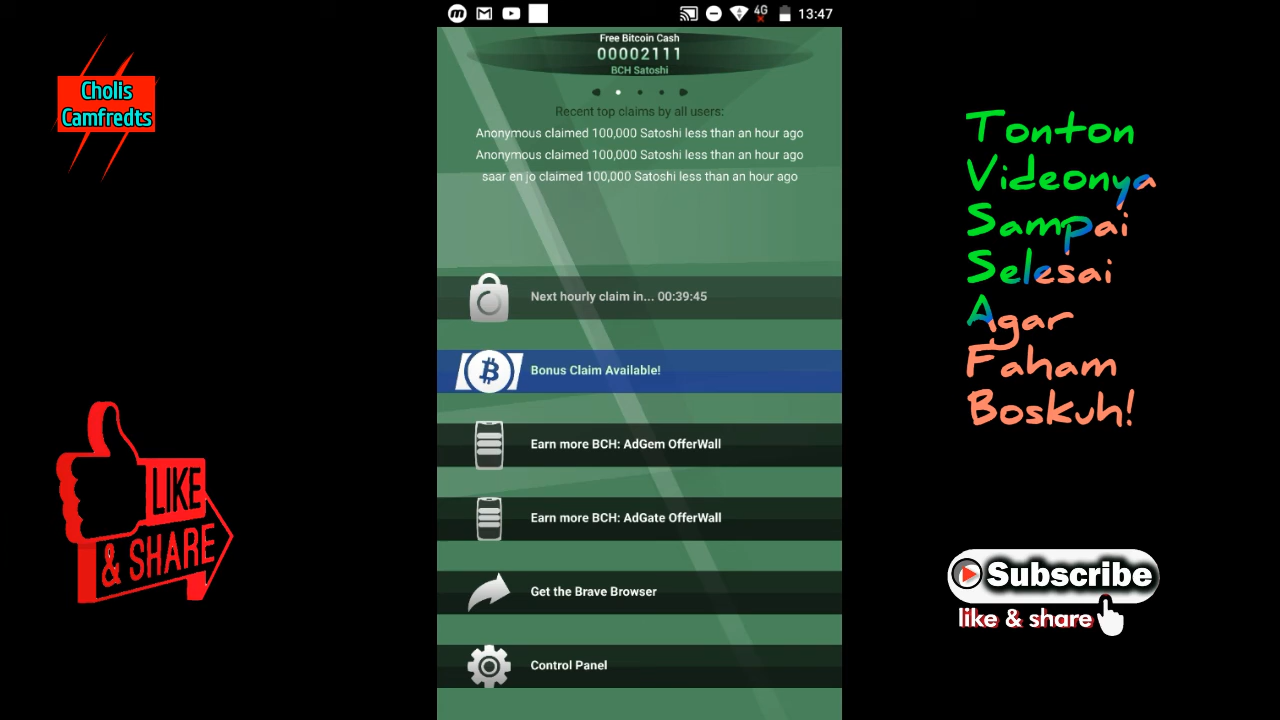 Cholis
Camfredts
4G
13:47
Free Bitcoin Cash
00002111
BCH Satoshi
Recent top claims by all users:
Anonymous claimed 100,000 Satoshi less than an hour ago
Anonymous claimed 100,000 Satoshi less than an hour ago
saar en jo claimed 100,000 Satoshi less than an hour ago
Next hourly claim in... 00:39:45
Bonus Claim Available!
Earn more BCH: AdGem OfferWall
Earn more BCH: AdGate OfferWall
Get the Brave Browser
Control Panel
LIKE
& SHARE
Tonton
Videonya
Sampai
Selesai
Agar
Faham
Boskuh!
Subscribe
like & share